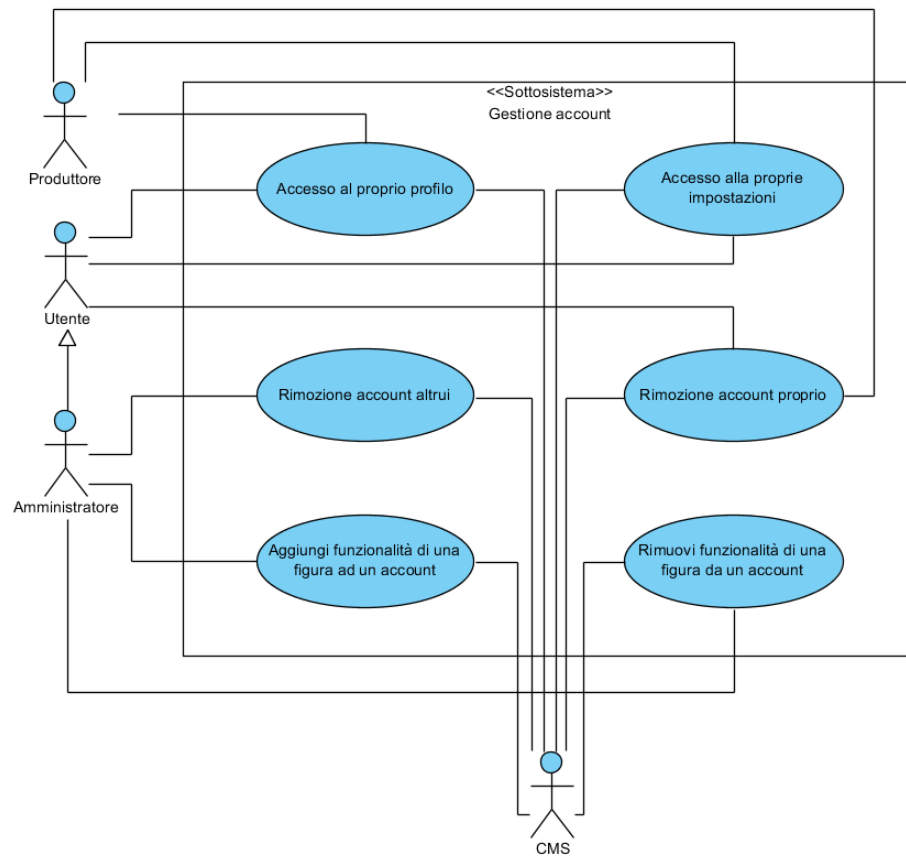 <<Sottosistema>>
Gestione account
Produttore
Accesso al proprio profilo
Accesso alla proprie
impostazioni
Utente
Rimozione account altrui
Rimozione account proprio
Amministratore
Aggiungi funzionalità di una
figura ad un account
Rimuovi funzionalità di una
figura da un account
CMS